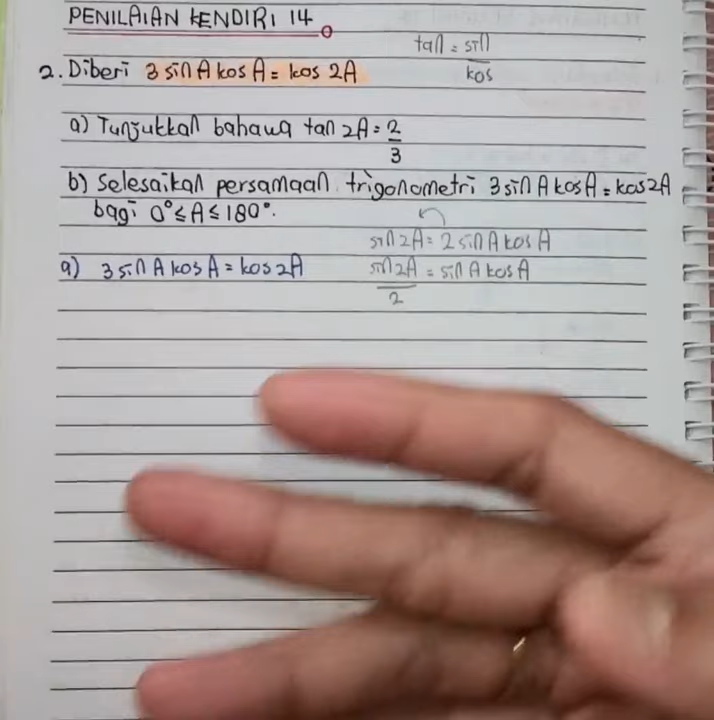 PENILAIAN KENDIRI 14
tan = sin
kos
2. Diberi 3 sin A kos A = kos 2A
a) Tunjukkan bahawa tan 2A = 2
3
b) Selesaikan persamaan trigonometri 3 sin A kos A = kos 2A
bagi 0° ≤ A ≤ 180°.
sin 2A = 2 sin A kos A
a) 3 sin A kos A = kos 2A
sin 2A = sin A kos A
2